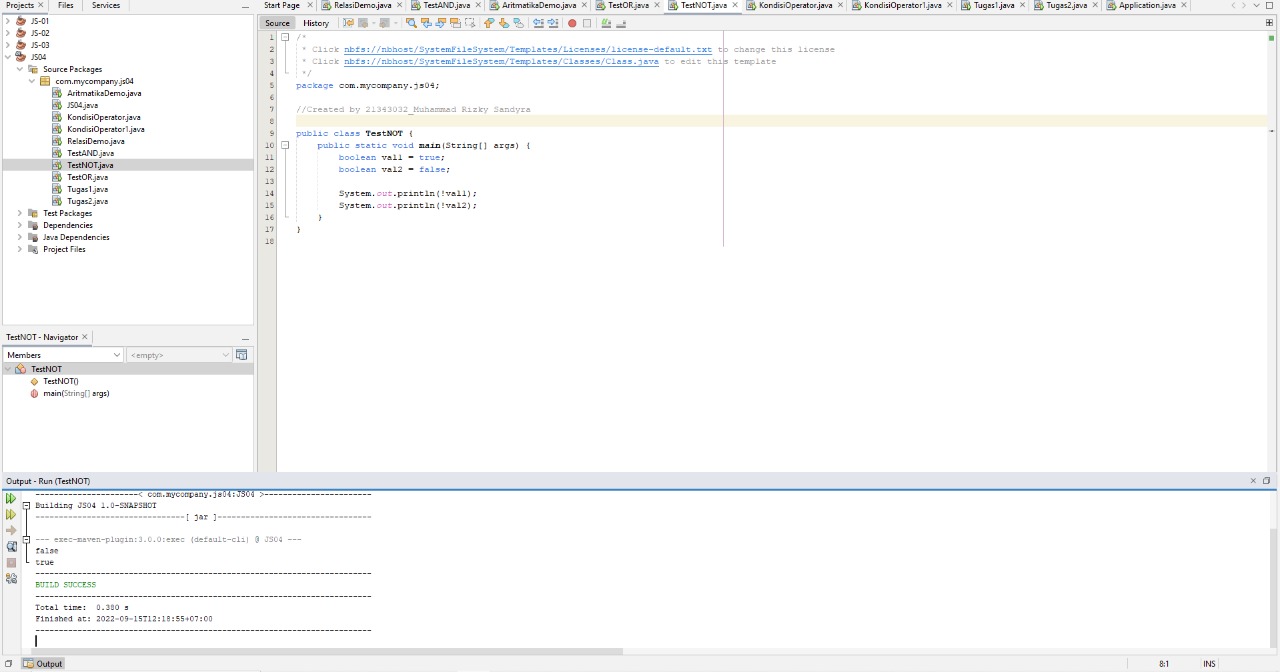 Projects Files Services
Start Page RelasiDemo.java TestAND.java AritmatikaDemo.java TestOR.java TestNOT.java KondisiOperator.java KondisiOperator1.java Tugas1.java Tugas2.java Application.java
JS-01
JS-02
JS-03
JS04
Source Packages
com.mycompany.js04
AritmatikaDemo.java
JS04.java
KondisiOperator.java
KondisiOperator1.java
RelasiDemo.java
TestAND.java
TestNOT.java
TestOR.java
Tugas1.java
Tugas2.java
Test Packages
Dependencies
Java Dependencies
Project Files
TestNOT - Navigator
Members <empty>
TestNOT
TestNOT()
main(String[] args)
Source History
1 /*
2 * Click nbfs://nbhost/SystemFileSystem/Templates/Licenses/license-default.txt to change this license
3 * Click nbfs://nbhost/SystemFileSystem/Templates/Classes/Class.java to edit this template
4 */
5 package com.mycompany.js04;
6
7 //Created by 21343032_Muhammad Rizky Sandyra
8
9 public class TestNOT {
10 public static void main(String[] args) {
11 boolean val1 = true;
12 boolean val2 = false;
13
14 System.out.println(!val1);
15 System.out.println(!val2);
16 }
17 }
18
Output - Run (TestNOT)
----------------------< com.mycompany.js04:JS04 >-----------------------
Building JS04 1.0-SNAPSHOT
--------------------------------[ jar ]---------------------------------
--- exec-maven-plugin:3.0.0:exec (default-cli) @ JS04 ---
false
true
------------------------------------------------------------------------
BUILD SUCCESS
------------------------------------------------------------------------
Total time:  0.380 s
Finished at: 2022-09-15T12:18:55+07:00
------------------------------------------------------------------------
Output
8:1 INS